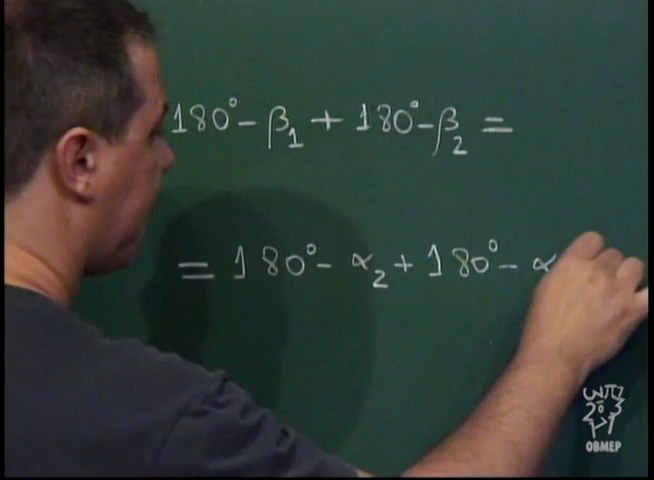 180° - β₁ + 180° - β₂ =
= 180° - α₂ + 180° - α
OBMEP